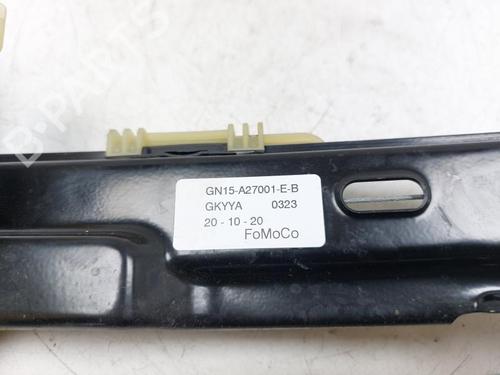 GN15-A27001-E-B
GKYYA 0323
20 - 10 - 20
FoMoCo
B-PARTS